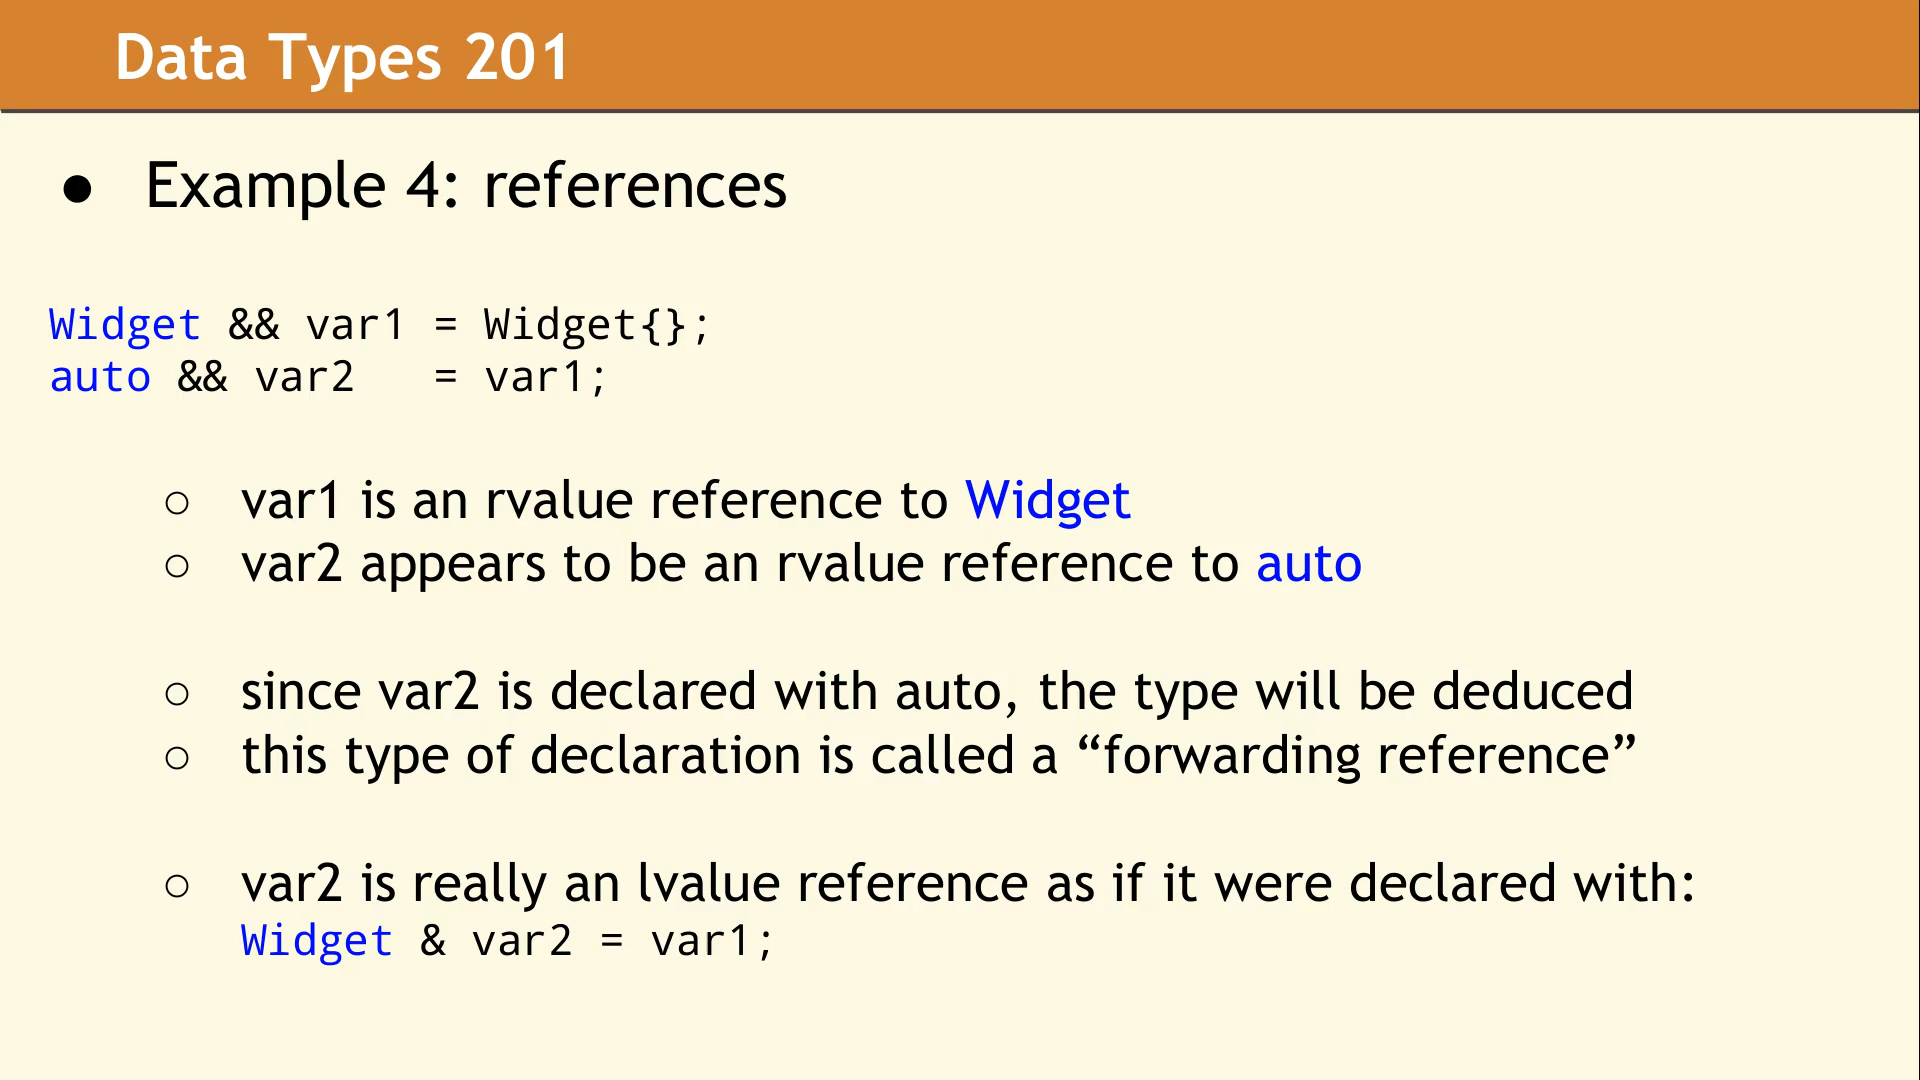 Data Types 201
● Example 4: references
Widget && var1 = Widget{};
auto && var2   = var1;
○ var1 is an rvalue reference to Widget
○ var2 appears to be an rvalue reference to auto
○ since var2 is declared with auto, the type will be deduced
○ this type of declaration is called a “forwarding reference”
○ var2 is really an lvalue reference as if it were declared with:
Widget & var2 = var1;